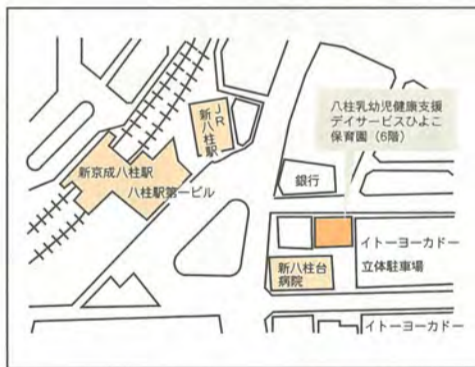 八柱乳幼児健康支援
デイサービスひよこ
保育園（6階）
JR
新八柱駅
新京成八柱駅
八柱駅第一ビル
銀行
イトーヨーカドー
立体駐車場
新八柱台
病院
イトーヨーカドー